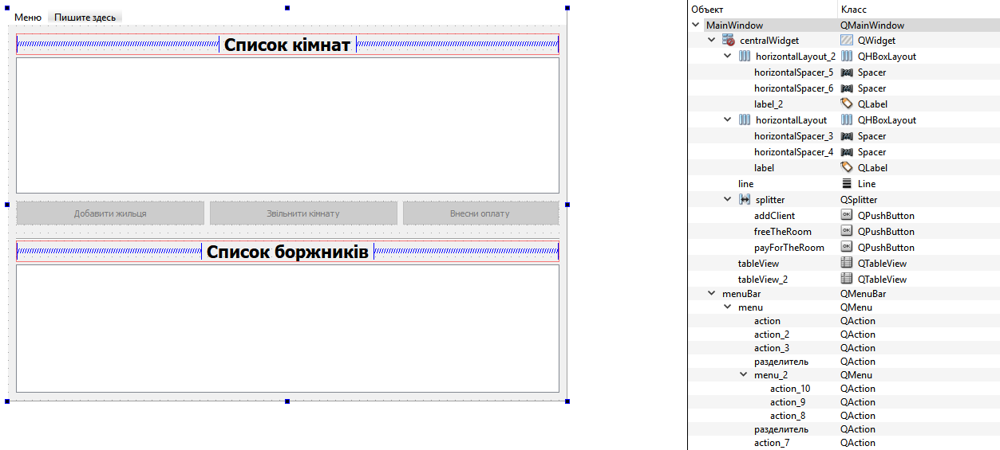 Меню Пишите здесь
Список кімнат
Добавити жильця Звільнити кімнату Внесни оплату
Список боржників
Объект Класс
MainWindow QMainWindow
centralWidget QWidget
horizontalLayout_2 QHBoxLayout
horizontalSpacer_5 Spacer
horizontalSpacer_6 Spacer
label_2 QLabel
horizontalLayout QHBoxLayout
horizontalSpacer_3 Spacer
horizontalSpacer_4 Spacer
label QLabel
line Line
splitter QSplitter
addClient QPushButton
freeTheRoom QPushButton
payForTheRoom QPushButton
tableView QTableView
tableView_2 QTableView
menuBar QMenuBar
menu QMenu
action QAction
action_2 QAction
action_3 QAction
разделитель QAction
menu_2 QMenu
action_10 QAction
action_9 QAction
action_8 QAction
разделитель QAction
action_7 QAction